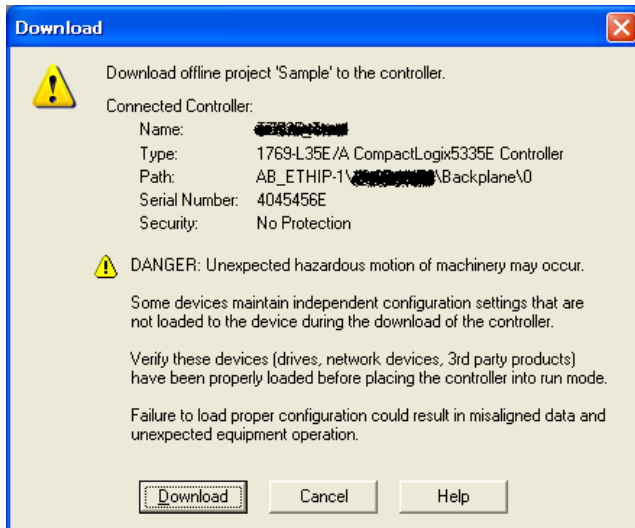 Download
Download offline project 'Sample' to the controller.
Connected Controller:
Name:
Type: 1769-L35E/A CompactLogix5335E Controller
Path: AB_ETHIP-1\ \Backplane\0
Serial Number: 4045456E
Security: No Protection
DANGER: Unexpected hazardous motion of machinery may occur.
Some devices maintain independent configuration settings that are
not loaded to the device during the download of the controller.
Verify these devices (drives, network devices, 3rd party products)
have been properly loaded before placing the controller into run mode.
Failure to load proper configuration could result in misaligned data and
unexpected equipment operation.
Download Cancel Help